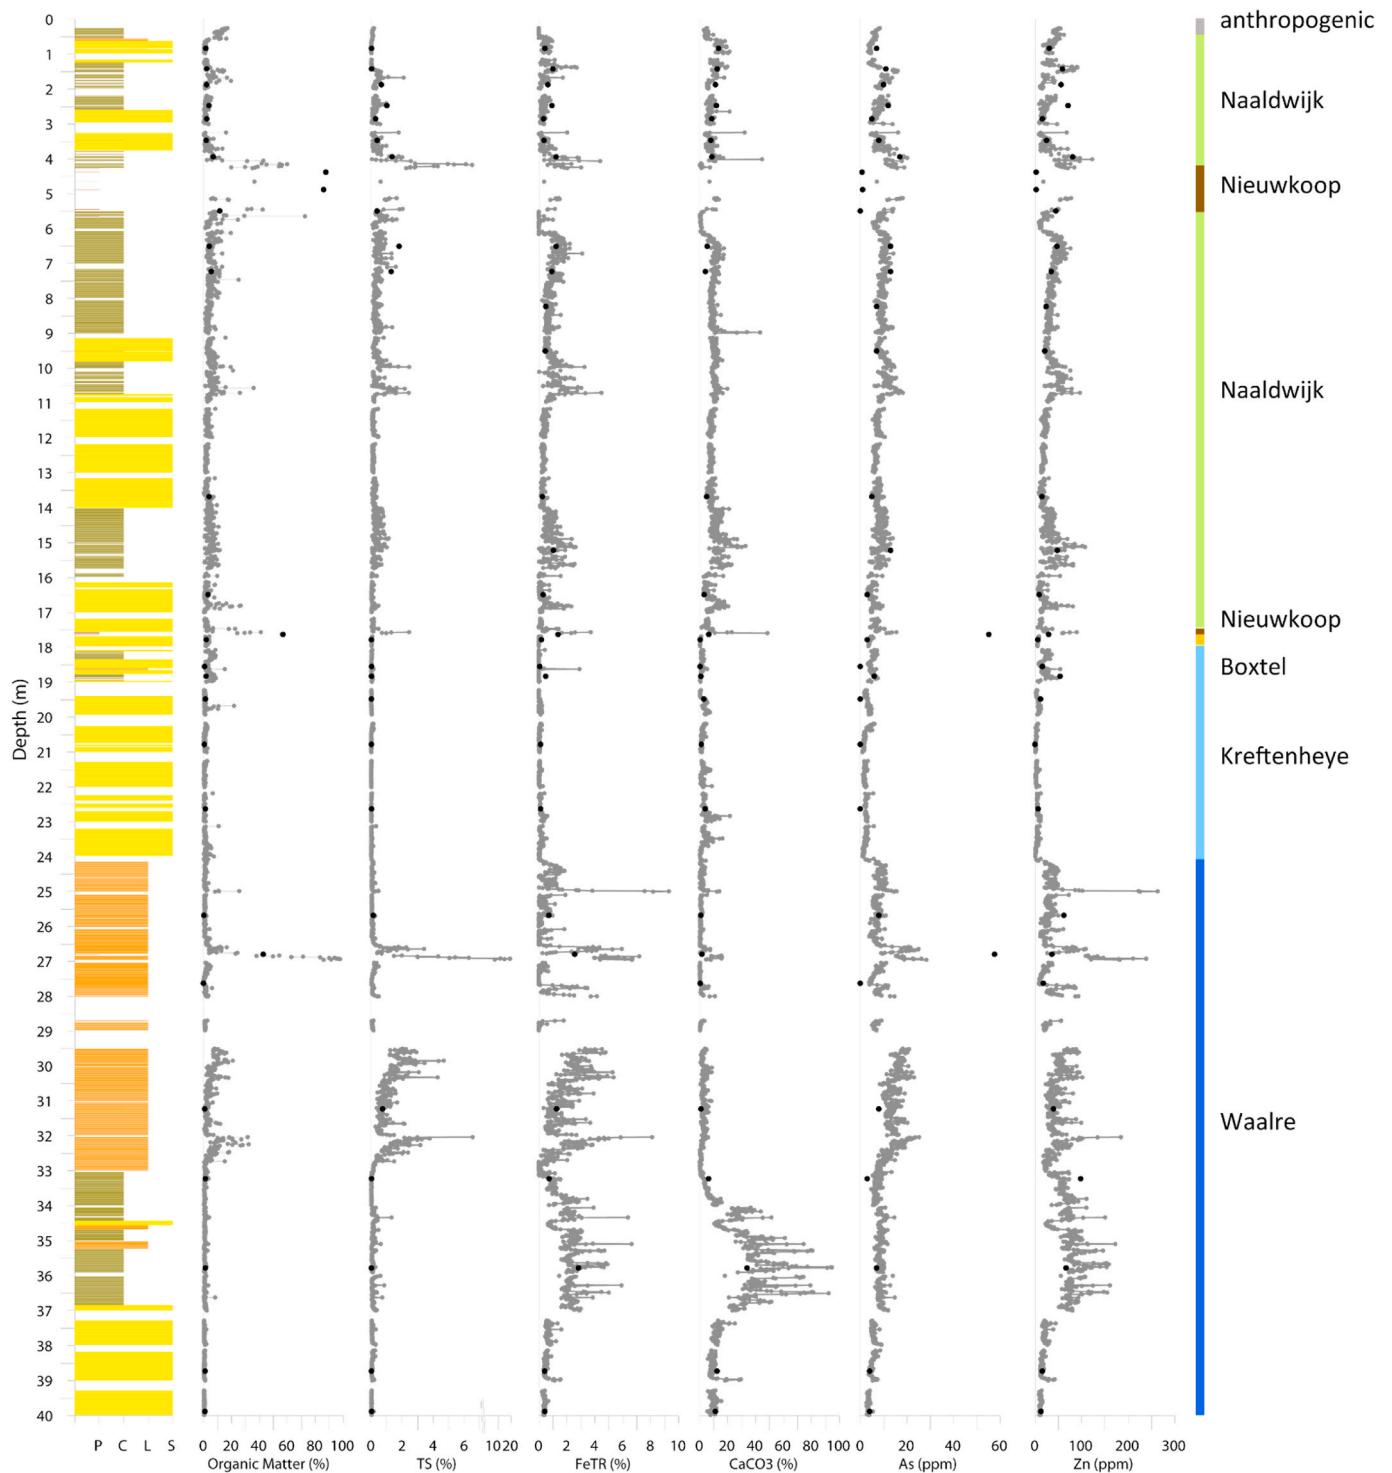 0
anthropogenic
1
2
Naaldwijk
3
4
5
Nieuwkoop
6
7
8
9
10
Naaldwijk
11
12
13
14
15
16
17
Nieuwkoop
18
Boxtel
19
20
21
Kreftenheye
22
23
24
25
26
27
28
29
30
31
32
Waalre
33
34
35
36
37
38
39
40
Depth (m)
P C L S
0 20 40 60 80 100
0 2 4 6 10 20
0 2 4 6 8 10
0 20 40 60 80 100
0 20 40 60
0 100 200 300
Organic Matter (%)
TS (%)
FeTR (%)
CaCO3 (%)
As (ppm)
Zn (ppm)